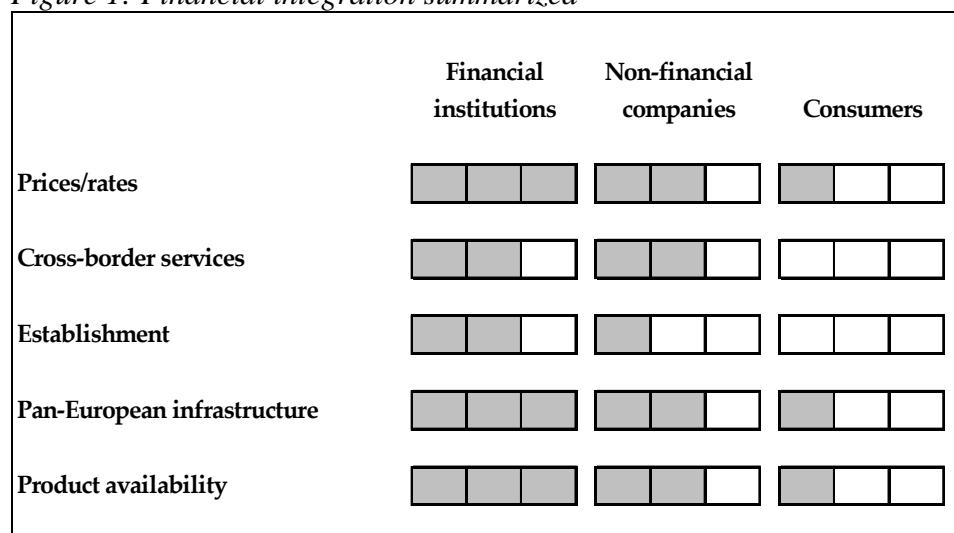 Figure 1. Financial integration summarized
Financial institutions
Non-financial companies
Consumers
Prices/rates
Cross-border services
Establishment
Pan-European infrastructure
Product availability